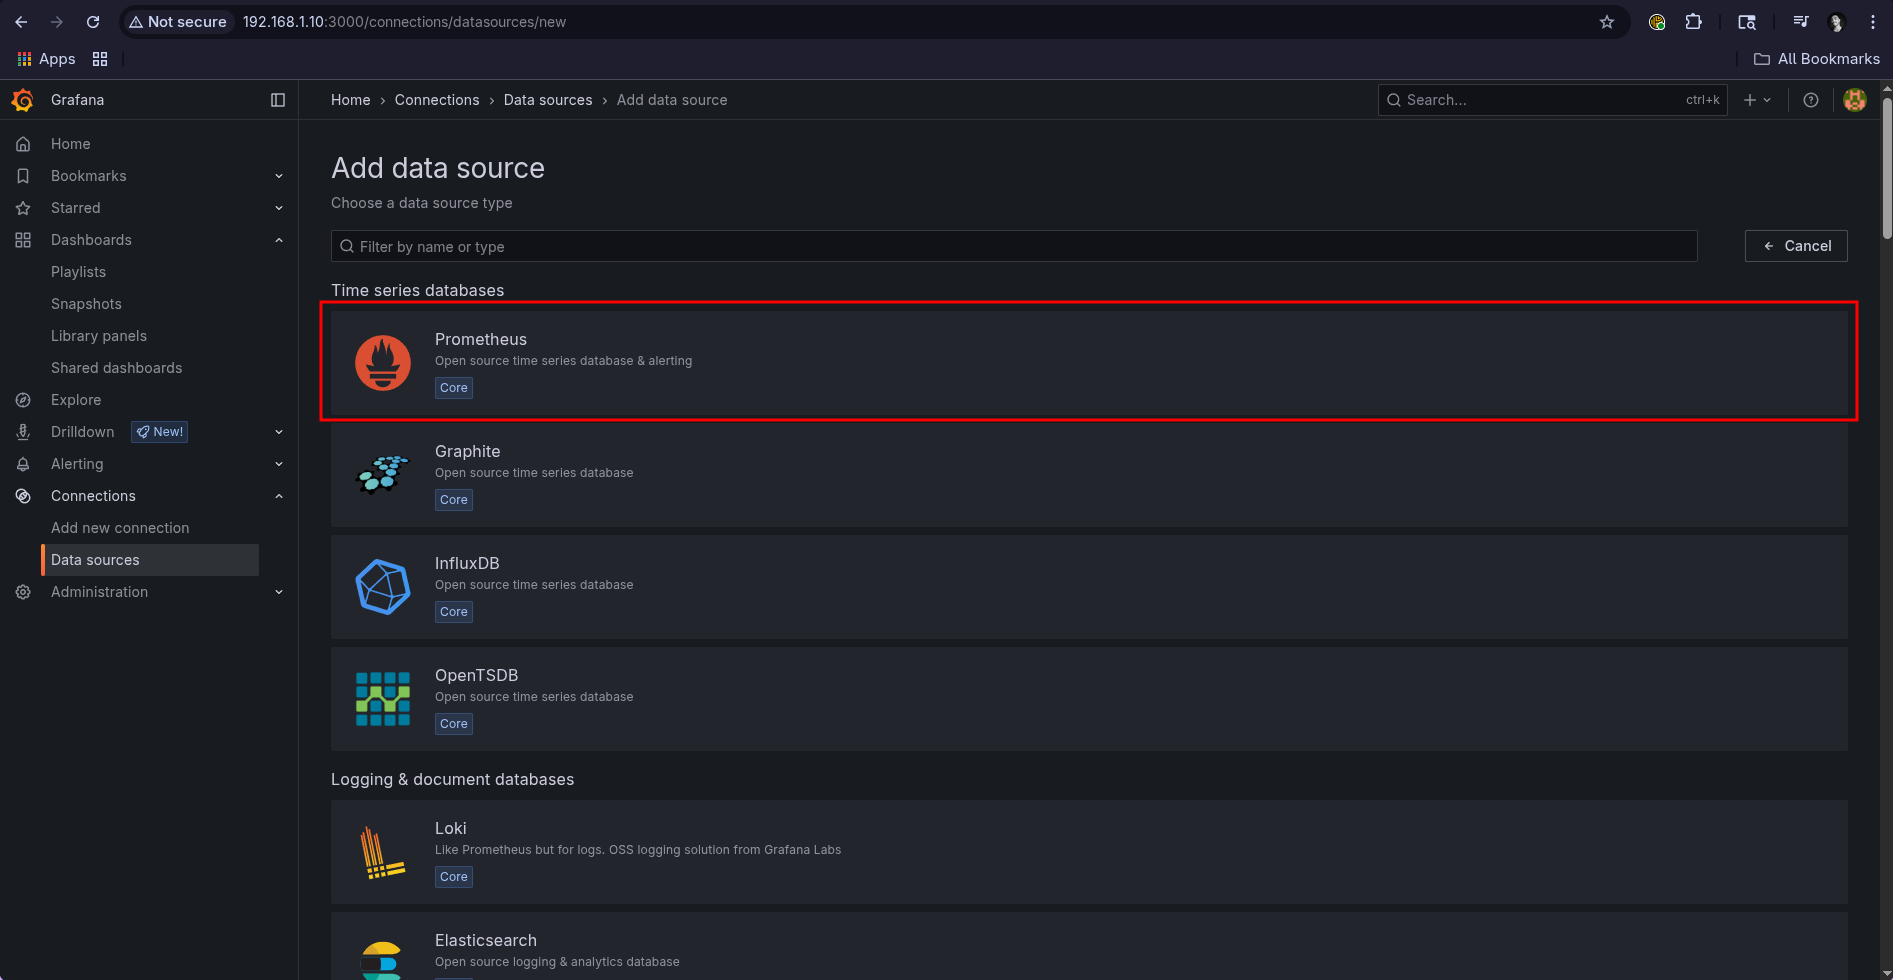 Not secure 192.168.1.10:3000/connections/datasources/new
Apps
All Bookmarks
Grafana
Home › Connections › Data sources › Add data source
Search...
ctrl+k
Home
Bookmarks
Starred
Dashboards
Playlists
Snapshots
Library panels
Shared dashboards
Explore
Drilldown New!
Alerting
Connections
Add new connection
Data sources
Administration
Add data source
Choose a data source type
Filter by name or type
Cancel
Time series databases
Prometheus
Open source time series database & alerting
Core
Graphite
Open source time series database
Core
InfluxDB
Open source time series database
Core
OpenTSDB
Open source time series database
Core
Logging & document databases
Loki
Like Prometheus but for logs. OSS logging solution from Grafana Labs
Core
Elasticsearch
Open source logging & analytics database